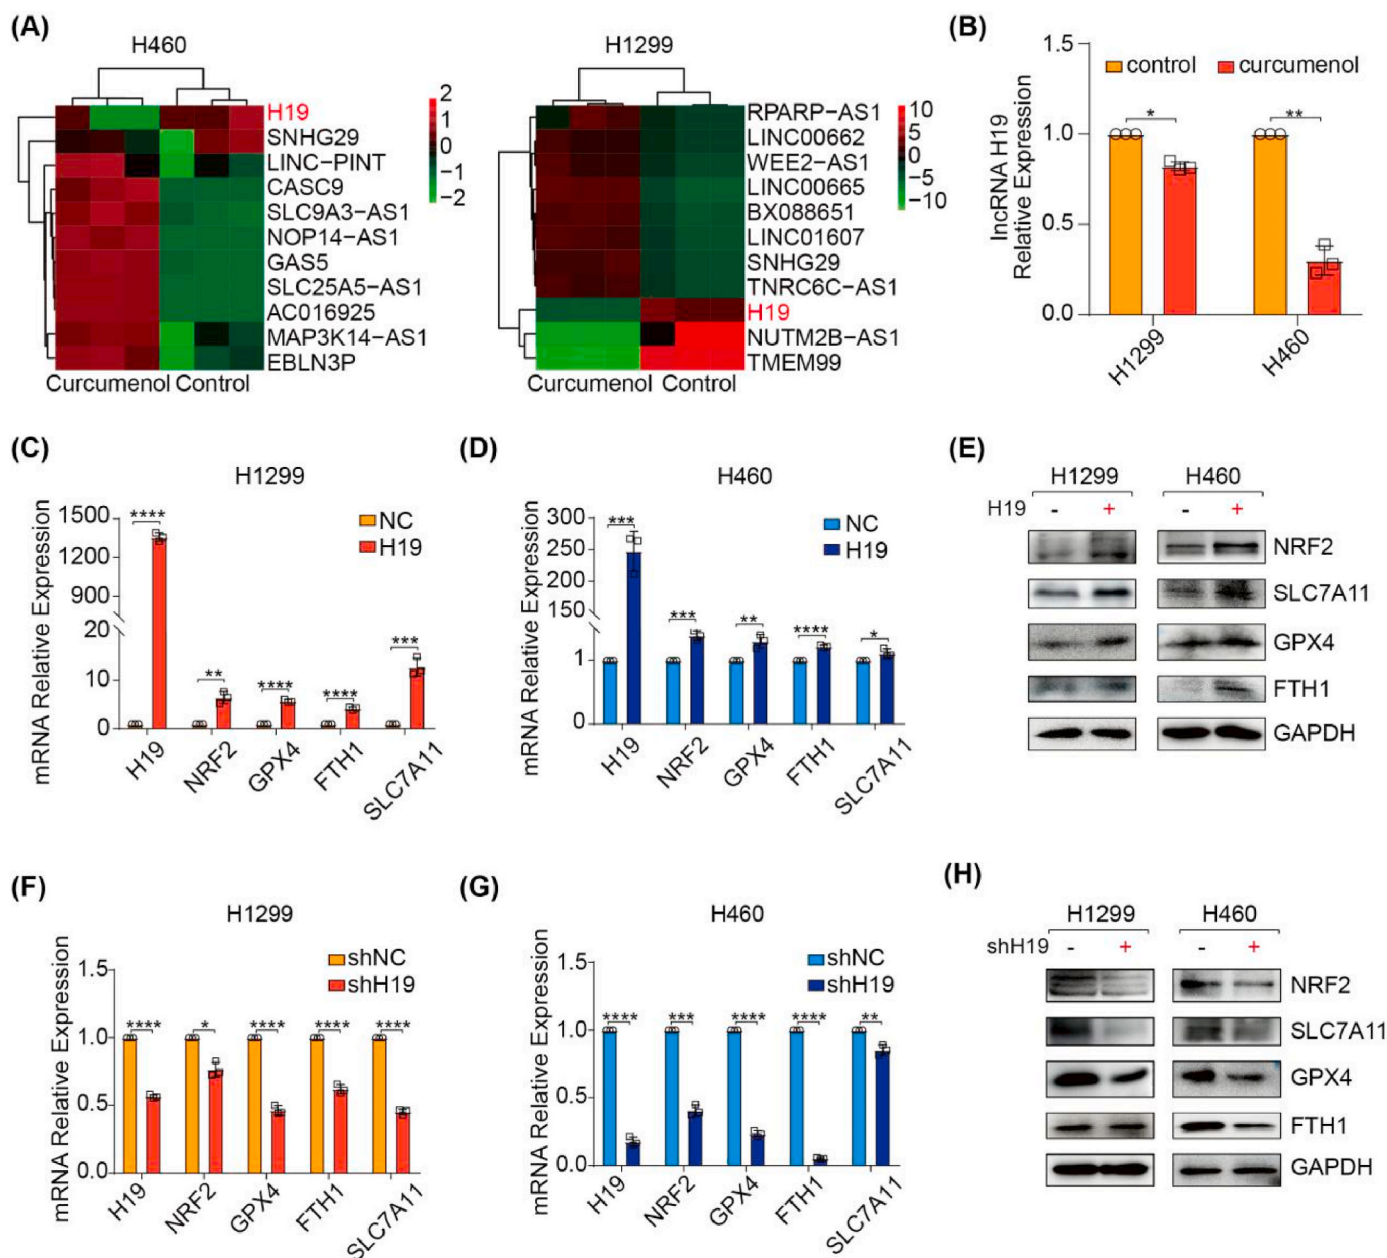 (A)
H460
H19
SNHG29
LINC-PINT
CASC9
SLC9A3-AS1
NOP14-AS1
GAS5
SLC25A5-AS1
AC016925
MAP3K14-AS1
EBLN3P
2
1
0
−1
−2
Curcumenol Control
H1299
RPARP-AS1
LINC00662
WEE2-AS1
LINC00665
BX088651
LINC01607
SNHG29
TNRC6C-AS1
H19
NUTM2B-AS1
TMEM99
10
5
0
−5
−10
Curcumenol Control
(B)
lncRNA H19
Relative Expression
1.5
1.0
0.5
0.0
control curcumenol
* **
H1299 H460
(C)
H1299
mRNA Relative Expression
1500
1300
900
20
10
0
NC
H19
**** ** **** **** ***
H19 NRF2 GPX4 FTH1 SLC7A11
(D)
H460
mRNA Relative Expression
300
250
200
150
1
0
NC
H19
*** *** ** **** *
H19 NRF2 GPX4 FTH1 SLC7A11
(E)
H1299 H460
H19 - + - +
NRF2
SLC7A11
GPX4
FTH1
GAPDH
(F)
H1299
mRNA Relative Expression
1.5
1.0
0.5
0.0
shNC
shH19
**** * **** **** ****
H19 NRF2 GPX4 FTH1 SLC7A11
(G)
H460
mRNA Relative Expression
1.5
1.0
0.5
0.0
shNC
shH19
**** *** **** **** **
H19 NRF2 GPX4 FTH1 SLC7A11
(H)
H1299 H460
shH19 - + - +
NRF2
SLC7A11
GPX4
FTH1
GAPDH